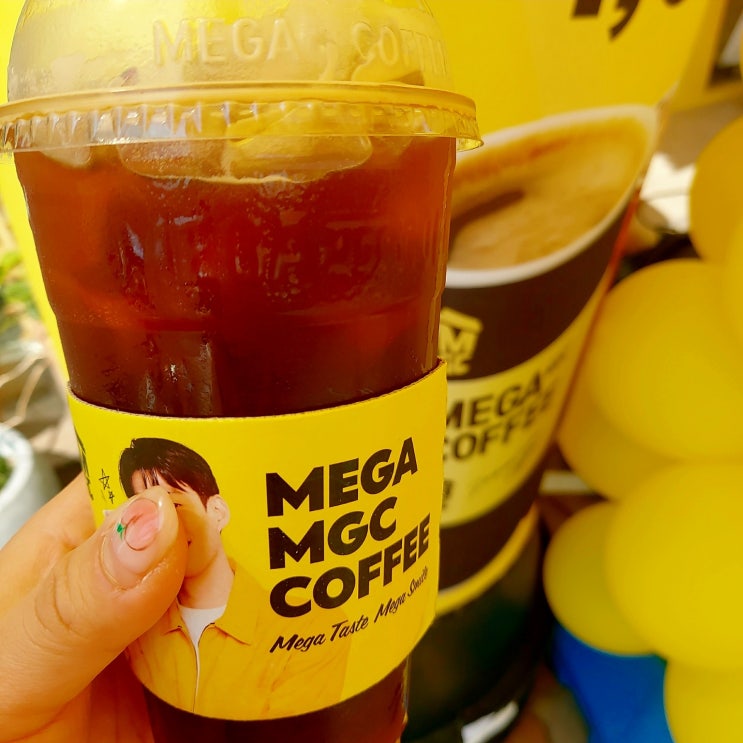 MEGA COFFEE
MEGA
MGC
COFFEE
Mega Taste Mega Smile
M
MEGA
COFFEE